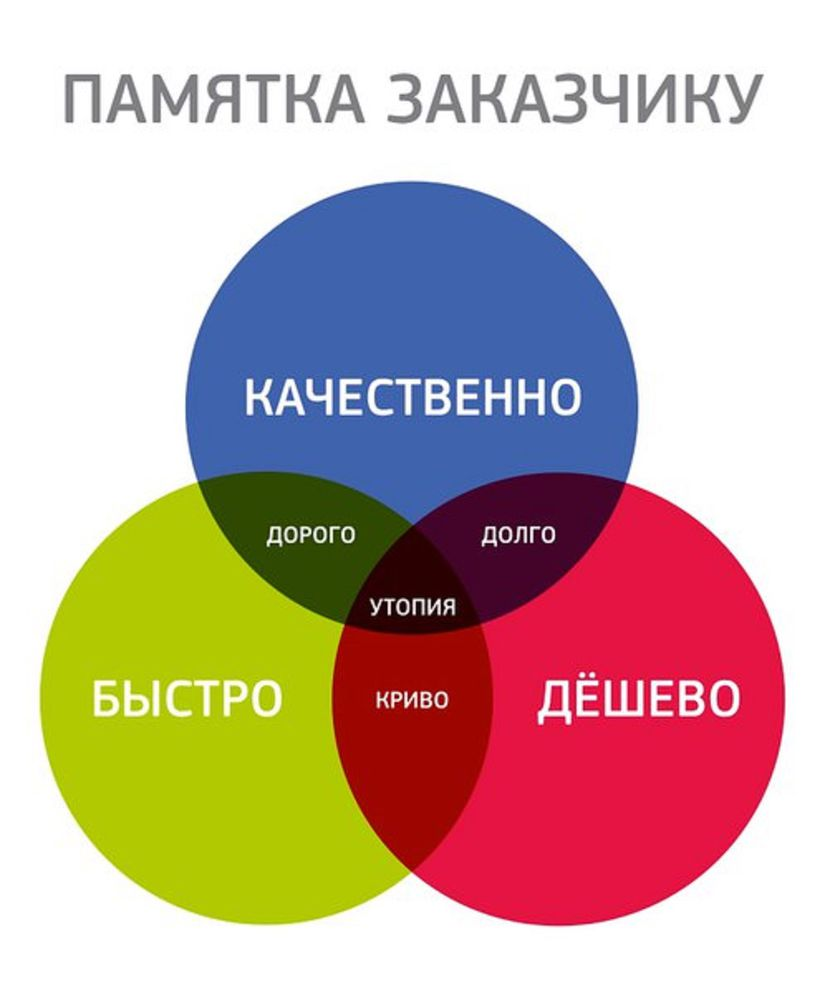 ПАМЯТКА ЗАКАЗЧИКУ
КАЧЕСТВЕННО
ДОРОГО
ДОЛГО
УТОПИЯ
БЫСТРО
КРИВО
ДЁШЕВО